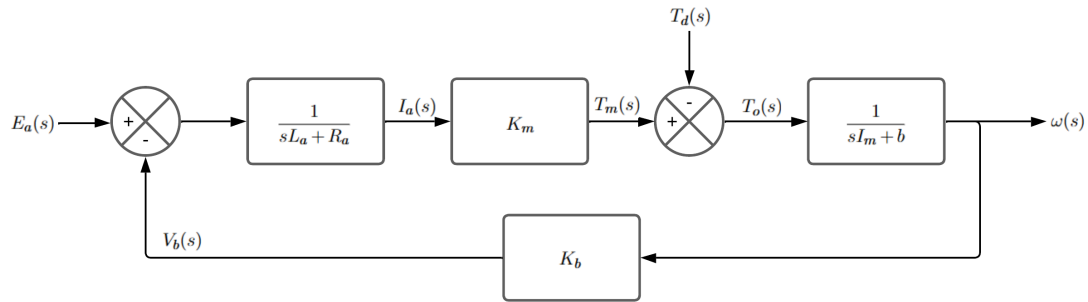 T_d(s)
E_a(s)
+
-
1
sL_a + R_a
I_a(s)
K_m
T_m(s)
-
+
T_o(s)
1
sI_m + b
ω(s)
V_b(s)
K_b